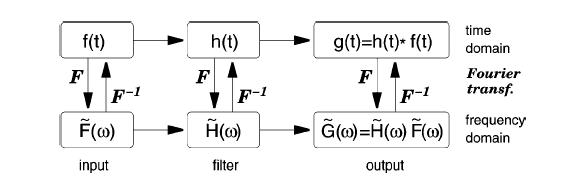 f(t) h(t) g(t)=h(t)* f(t) time domain
F F⁻¹ F F⁻¹ F F⁻¹ Fourier transf.
F̃(ω) H̃(ω) G̃(ω)=H̃(ω) F̃(ω) frequency domain
input filter output